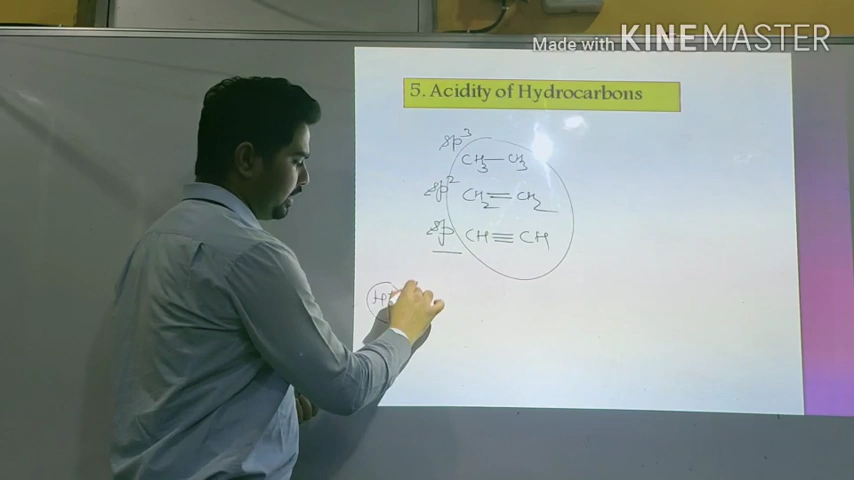 Made with KINEMASTER
5. Acidity of Hydrocarbons
sp³
CH₃—CH₃
sp² CH₂=CH₂
sp CH≡CH